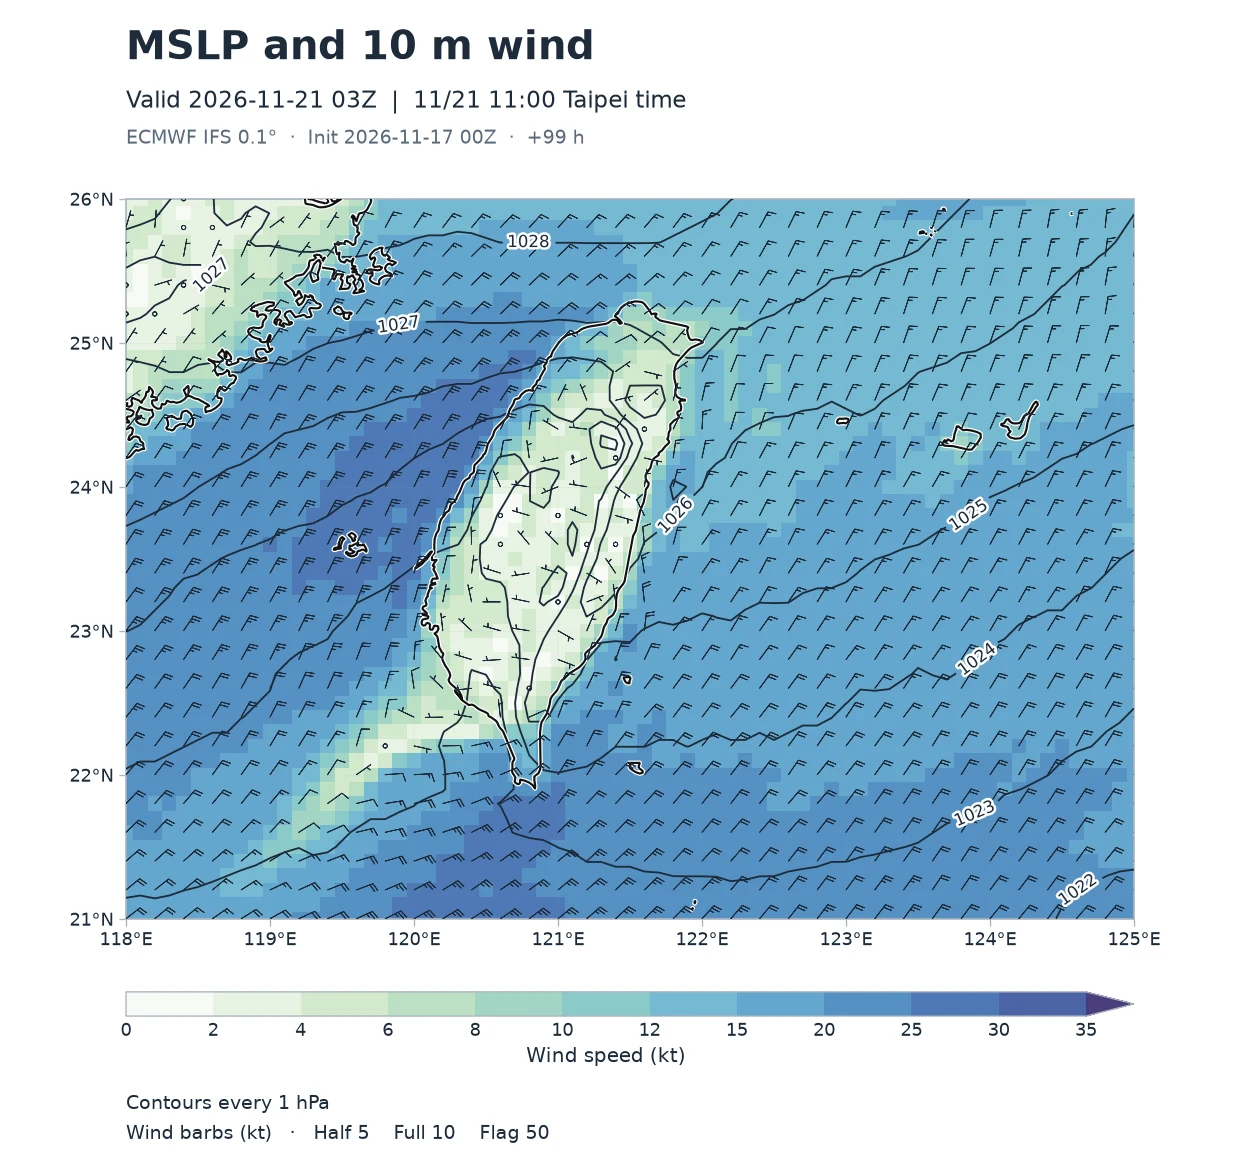 MSLP and 10 m wind
Valid 2026-11-21 03Z | 11/21 11:00 Taipei time
ECMWF IFS 0.1° · Init 2026-11-17 00Z · +99 h
26°N
1028
1027
1027
25°N
24°N
1026
1025
23°N
1024
22°N
1023
1022
21°N
118°E 119°E 120°E 121°E 122°E 123°E 124°E 125°E
0 2 4 6 8 10 12 15 20 25 30 35
Wind speed (kt)
Contours every 1 hPa
Wind barbs (kt) · Half 5 Full 10 Flag 50